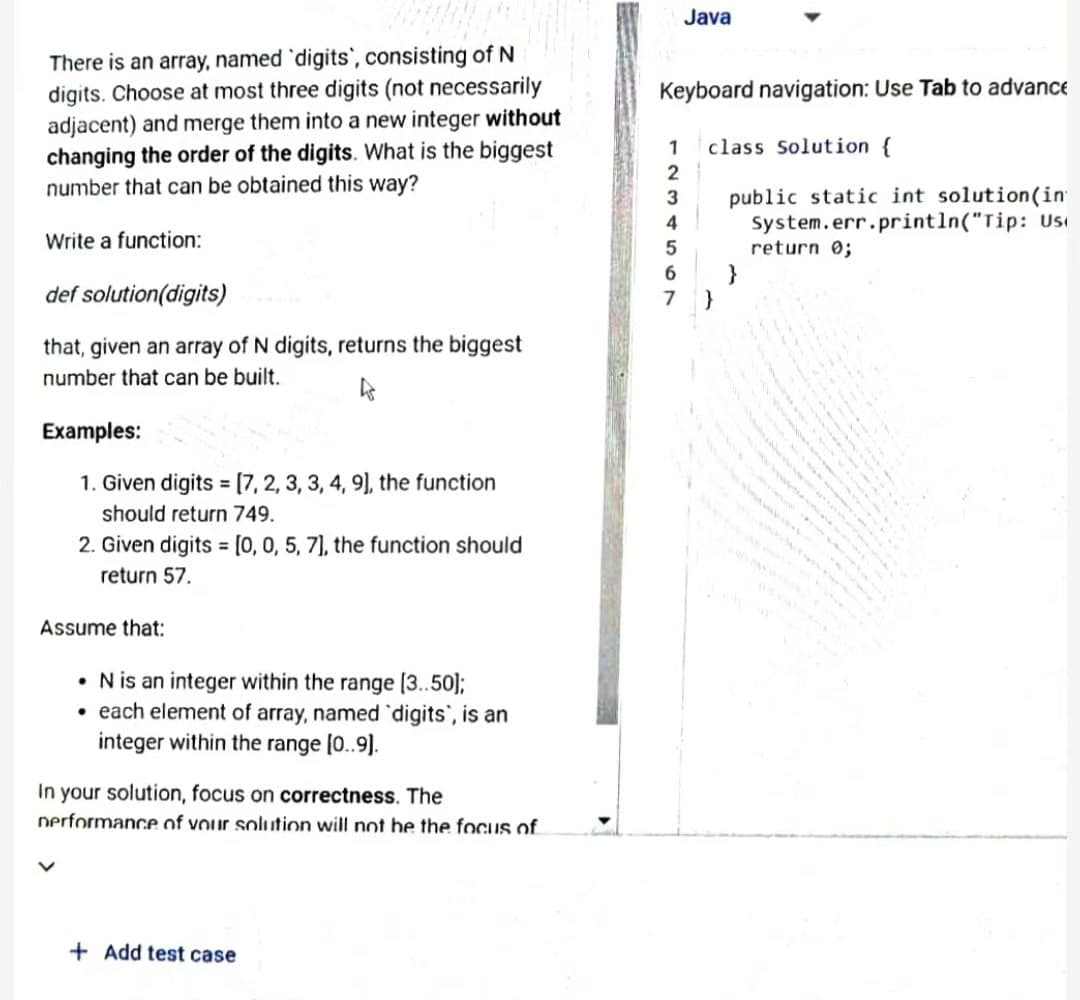 There is an array, named `digits`, consisting of N
digits. Choose at most three digits (not necessarily
adjacent) and merge them into a new integer without
changing the order of the digits. What is the biggest
number that can be obtained this way?
Write a function:
def solution(digits)
that, given an array of N digits, returns the biggest
number that can be built.
Examples:
1. Given digits = [7, 2, 3, 3, 4, 9], the function
should return 749.
2. Given digits = [0, 0, 5, 7], the function should
return 57.
Assume that:
• N is an integer within the range [3..50];
• each element of array, named `digits`, is an
integer within the range [0..9].
In your solution, focus on correctness. The
performance of your solution will not be the focus of
+ Add test case
Java
Keyboard navigation: Use Tab to advance
1 class Solution {
2
3 public static int solution(in
4 System.err.println("Tip: Use
5 return 0;
6 }
7 }